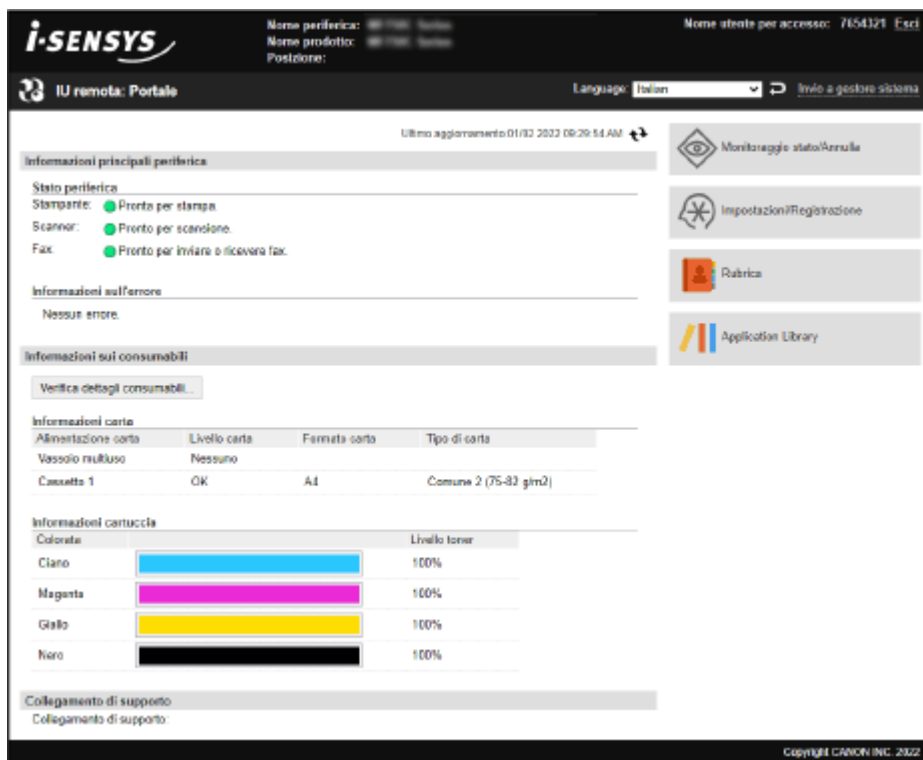 i-SENSYS
Nome periferica:
Nome prodotto:
Posizione:
Nome utente per accesso: 7654321 Esci
IU remota: Portale
Language: Italian
Invio a gestore sistema
Ultimo aggiornamento 01/02 2022 09:29:54 AM
Informazioni principali periferica
Stato periferica
Stampante: Pronta per stampa.
Scanner: Pronto per scansione.
Fax: Pronto per inviare o ricevere fax.
Informazioni sull'errore
Nessun errore.
Informazioni sui consumabili
Verifica dettagli consumabili...
Informazioni carta
Alimentazione carta Livello carta Formato carta Tipo di carta
Vassoio multiuso Nessuno
Cassetto 1 OK A4 Comune 2 (75-82 g/m2)
Informazioni cartuccia
Colorata Livello toner
Ciano 100%
Magenta 100%
Giallo 100%
Nero 100%
Collegamento di supporto
Collegamento di supporto:
Monitoraggio stato/Annulla
Impostazioni/Registrazione
Rubrica
Application Library
Copyright CANON INC. 2022